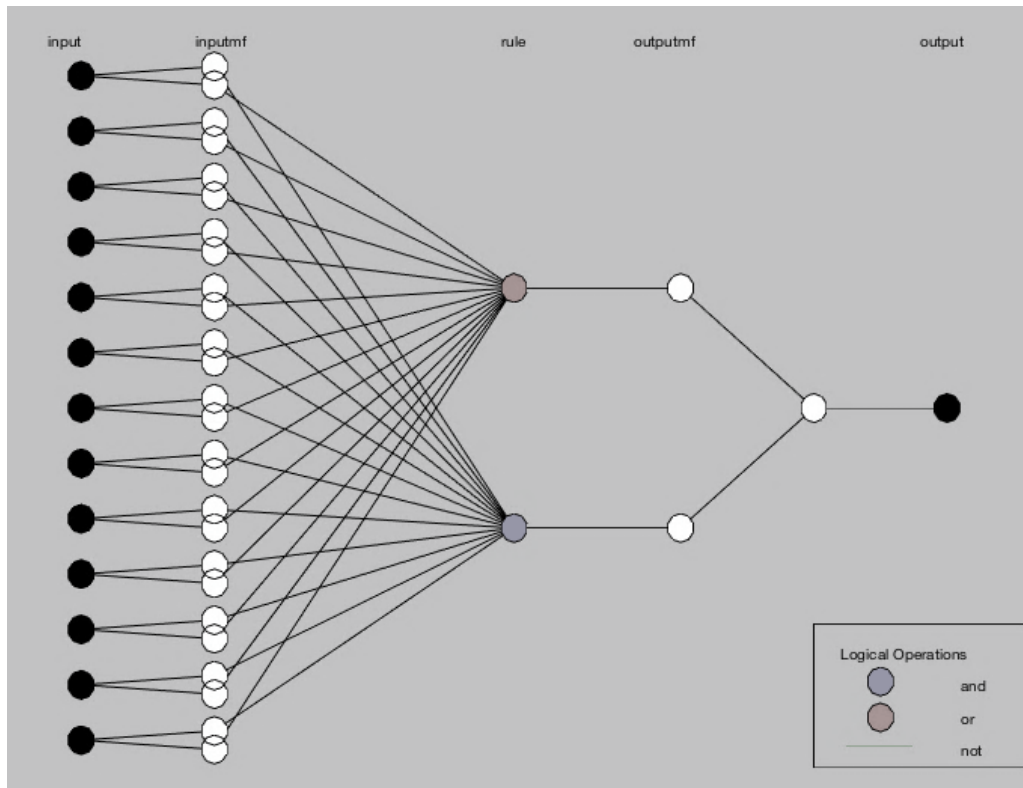 input inputmf rule outputmf output
Logical Operations
and
or
not